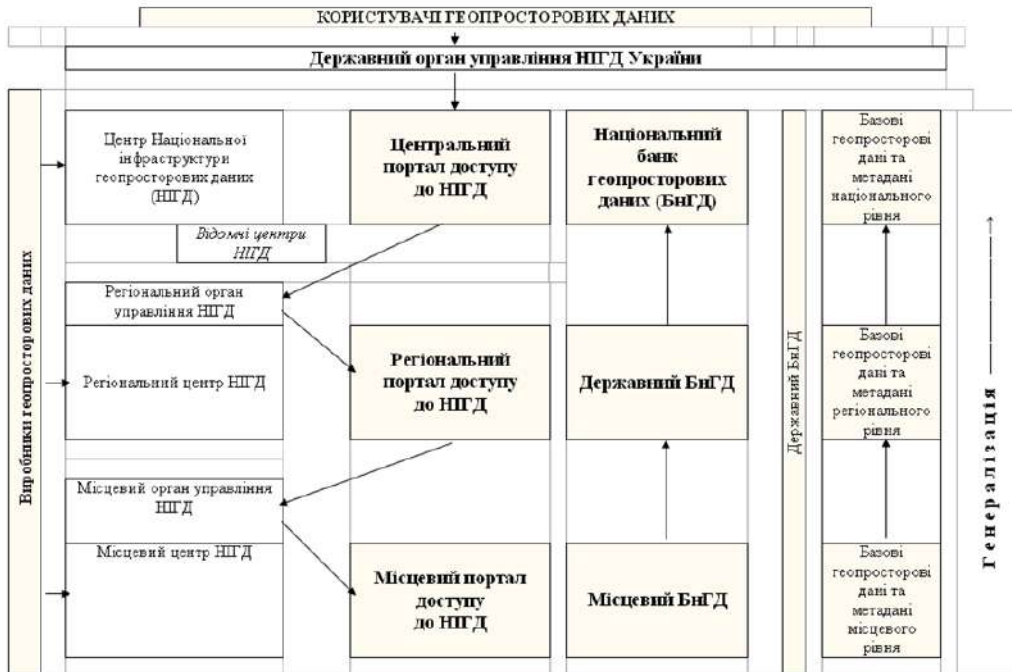 КОРИСТУВАЧІ ГЕОПРОСТОРОВИХ ДАНИХ
Державний орган управління НІГД України
Виробники геопросторових даних
Центр Національної
інфраструктури
геопросторових даних
(НІГД)
Центральний
портал доступу
до НІГД
Національний
банк
геопросторових
даних (БнГД)
Державний БнГД
Базові
геопросторові
дані та
метадані
національного
рівня
Генералізація
Відомчі центри
НІГД
Регіональний орган
управління НІГД
Регіональний центр НІГД
Регіональний
портал доступу
до НІГД
Державний БнГД
Базові
геопросторові
дані та
метадані
регіонального
рівня
Місцевий орган управління
НІГД
Місцевий центр НІГД
Місцевий портал
доступу
до НІГД
Місцевий БнГД
Базові
геопросторові
дані та
метадані
місцевого
рівня